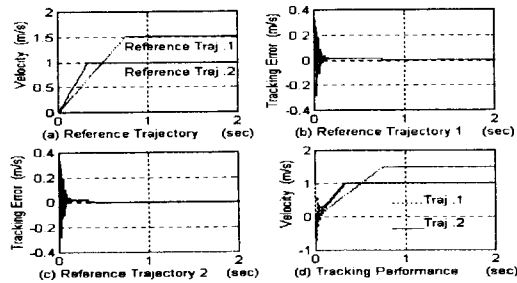 Velocity (m/s)
2
1.5
1
0.5
0
Reference Traj .1
Reference Traj .2
0 1 2
(a) Reference Trajectory (sec)
Tracking Error (m/s)
0.4
0.2
0
-0.2
-0.4
0 1 2
(b) Reference Trajectory 1 (sec)
Tracking Error (m/s)
0.4
0.2
0
-0.2
-0.4
0 1 2
(c) Reference Trajectory 2 (sec)
Velocity (m/s)
2
1
0
-1
Traj .1
Traj .2
0 1 2
(d) Tracking Performance (sec)